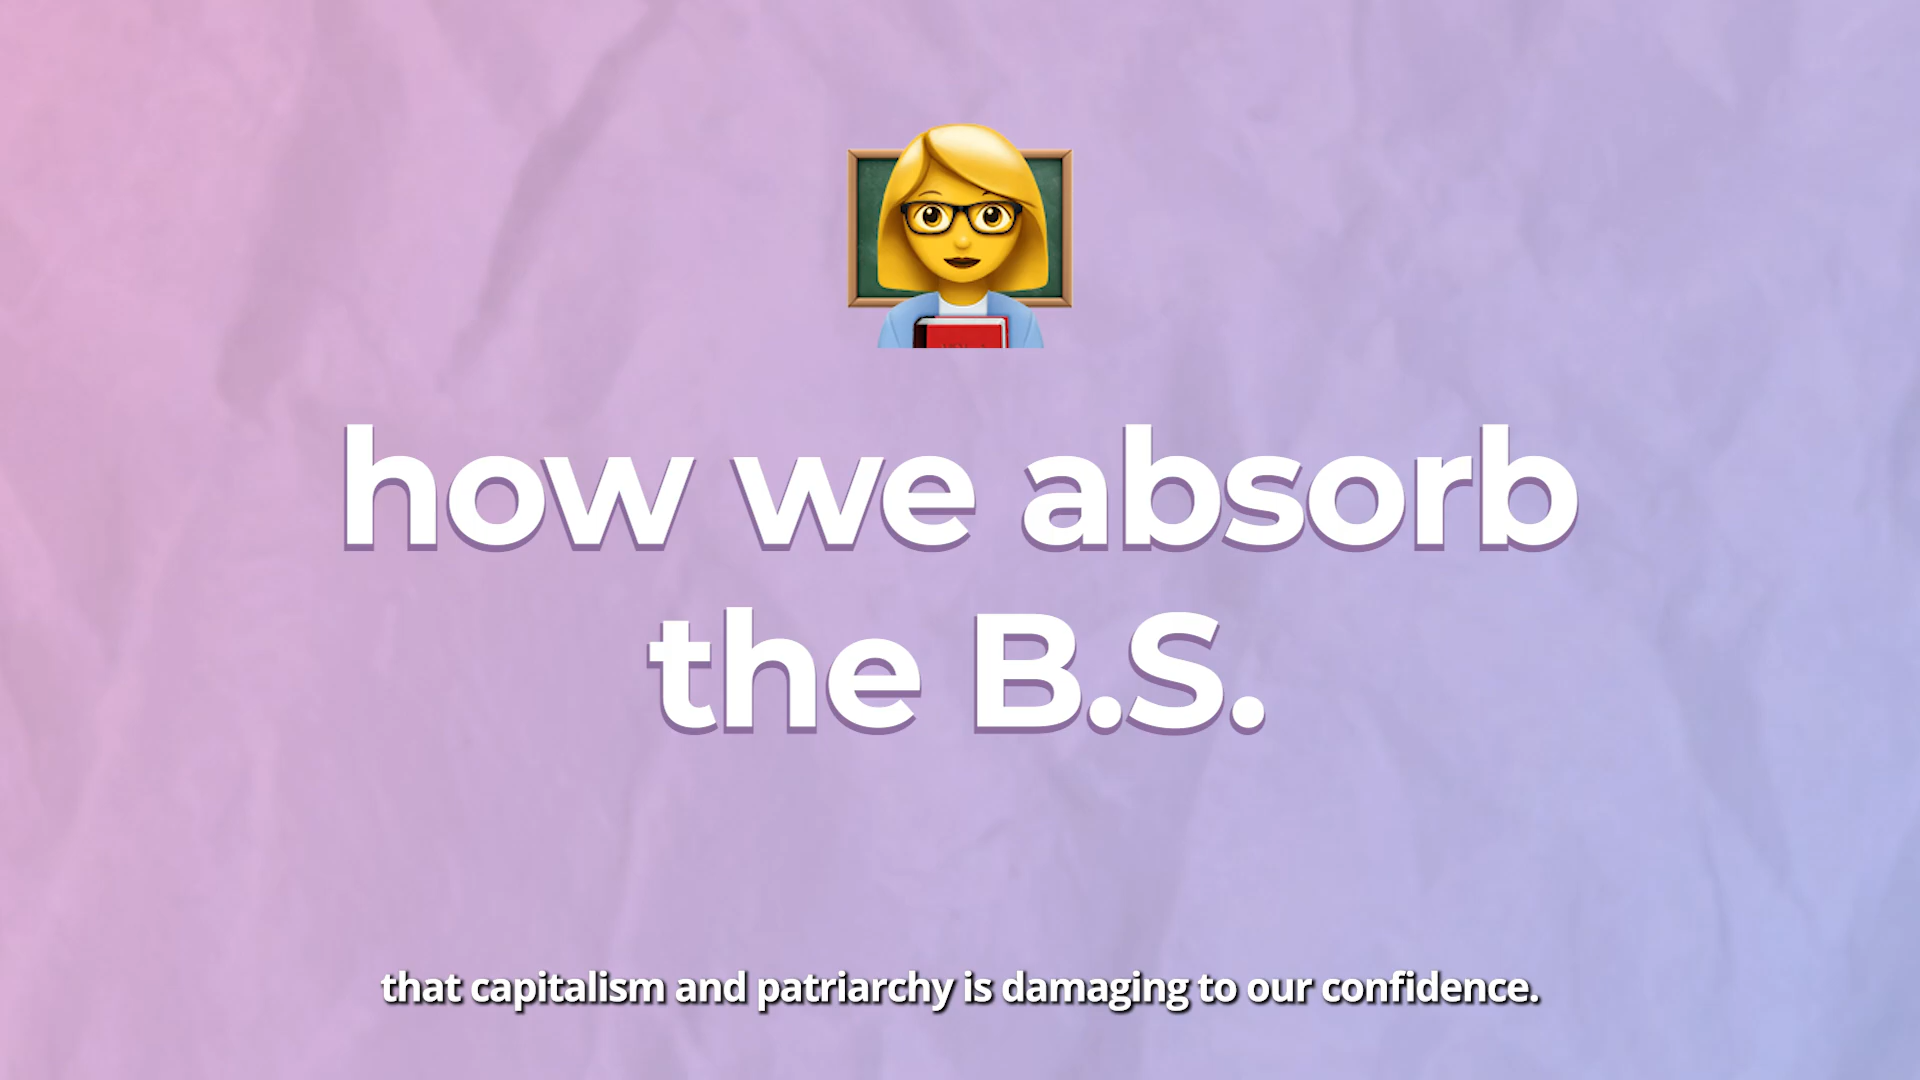 how we absorb
the B.S.
that capitalism and patriarchy is damaging to our confidence.